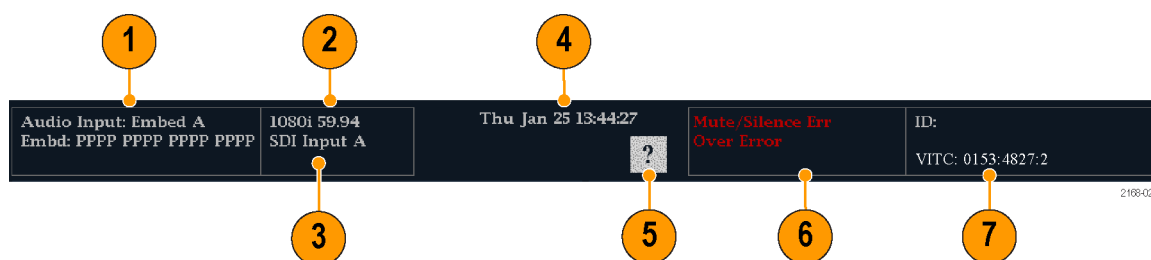 1
2
4
Audio Input: Embed A
Embd: PPPP PPPP PPPP PPPP
1080i 59.94
SDI Input A
Thu Jan 25 13:44:27
?
Mute/Silence Err
Over Error
ID:
VITC: 0153:4827:2
2168-02
3
5
6
7